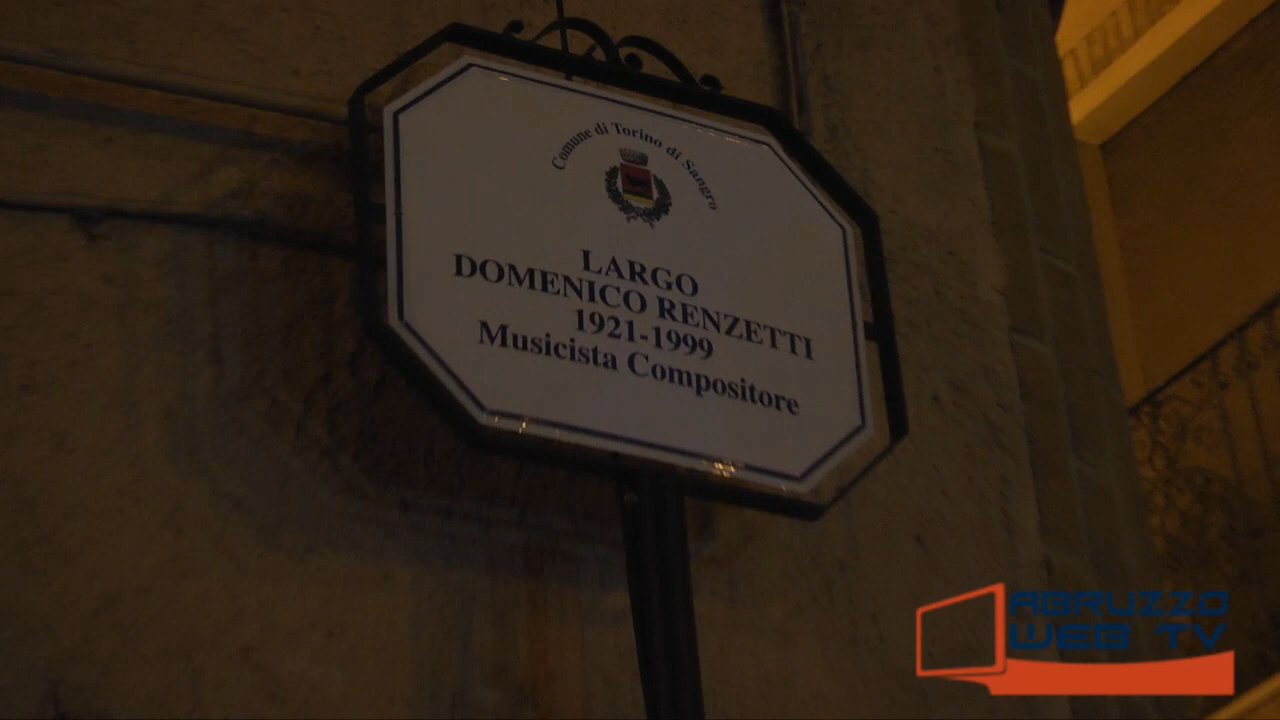 Comune di Torino di Sangro
LARGO
DOMENICO RENZETTI
1921-1999
Musicista Compositore
ABRUZZO
WEB TV